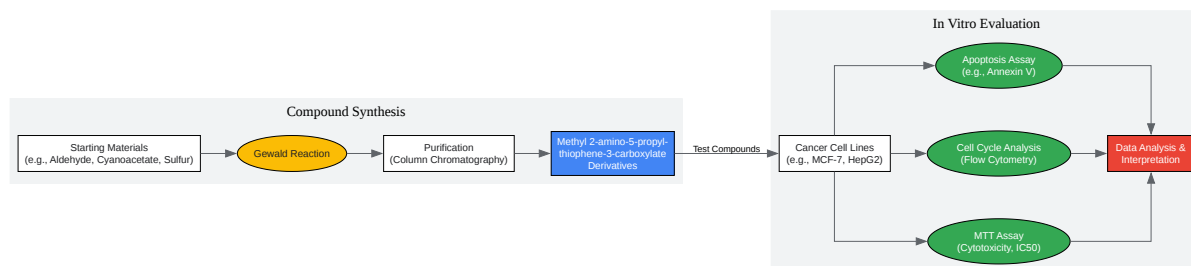 Compound Synthesis
Starting Materials
(e.g., Aldehyde, Cyanoacetate, Sulfur)
Gewald Reaction
Purification
(Column Chromatography)
Methyl 2-amino-5-propyl-
thiophene-3-carboxylate
Derivatives
Test Compounds
In Vitro Evaluation
Cancer Cell Lines
(e.g., MCF-7, HepG2)
Apoptosis Assay
(e.g., Annexin V)
Cell Cycle Analysis
(Flow Cytometry)
MTT Assay
(Cytotoxicity, IC50)
Data Analysis &
Interpretation